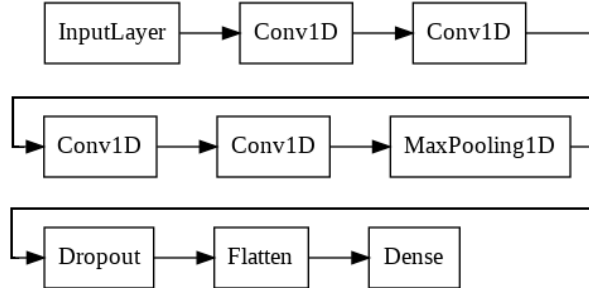 InputLayer Conv1D Conv1D
Conv1D Conv1D MaxPooling1D
Dropout Flatten Dense